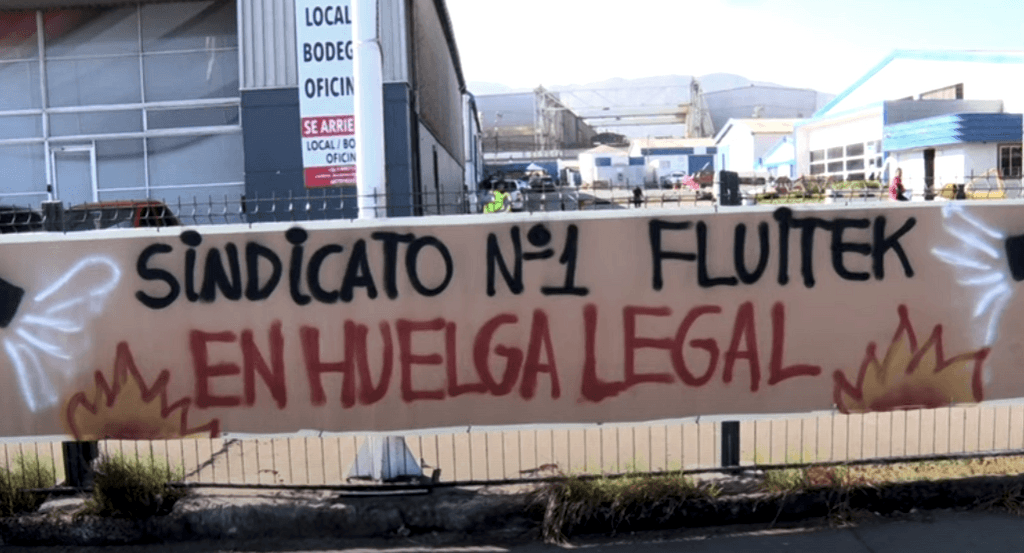 LOCAL
BODEG
OFICIN
SE ARRIE
LOCAL / BO
OFICIN
SINDICATO Nº1 FLUITEK
EN HUELGA LEGAL